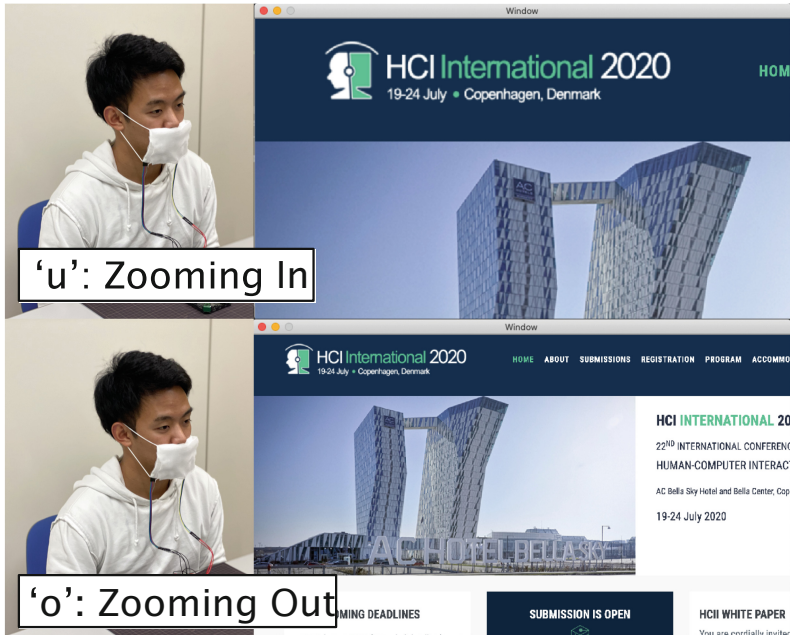 Window
HCI International 2020
19-24 July • Copenhagen, Denmark
HOM
AC
‘u’: Zooming In
Window
HCI International 2020
19-24 July • Copenhagen, Denmark
HOME ABOUT SUBMISSIONS REGISTRATION PROGRAM ACCOMMO
HCI INTERNATIONAL 20
22ND INTERNATIONAL CONFERENC
HUMAN-COMPUTER INTERACT
AC Bella Sky Hotel and Bella Center, Cop
19-24 July 2020
AC HOTEL BELLA SKY
‘o’: Zooming Out
OMING DEADLINES
SUBMISSION IS OPEN
HCII WHITE PAPER
You are cordially invited